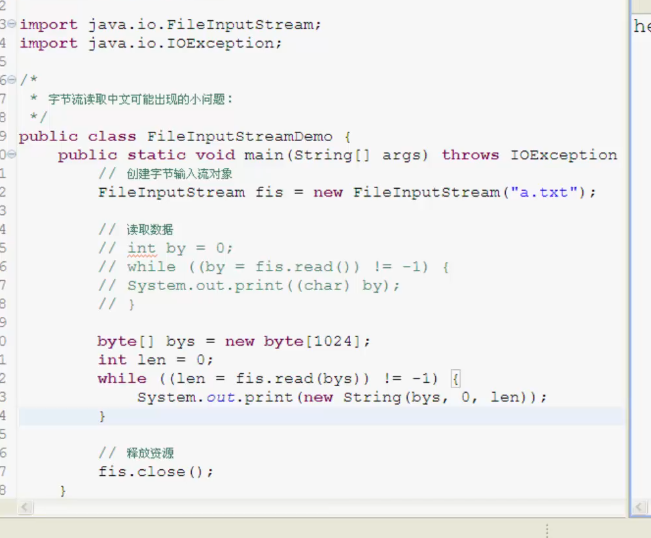 2
3 import java.io.FileInputStream;
4 import java.io.IOException;
5
6 /*
7 * 字节流读取中文可能出现的小问题：
8 */
9 public class FileInputStreamDemo {
0 public static void main(String[] args) throws IOException
1 // 创建字节输入流对象
2 FileInputStream fis = new FileInputStream("a.txt");
3
4 // 读取数据
5 // int by = 0;
6 // while ((by = fis.read()) != -1) {
7 // System.out.print((char) by);
8 // }
9
0 byte[] bys = new byte[1024];
1 int len = 0;
2 while ((len = fis.read(bys)) != -1) {
3 System.out.print(new String(bys, 0, len));
4 }
5
6 // 释放资源
7 fis.close();
8 }
he